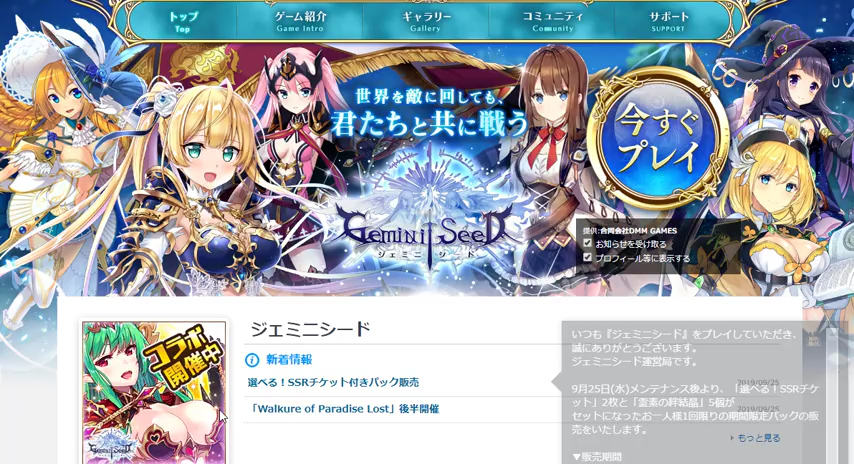 トップ
Top
ゲーム紹介
Game Intro
ギャラリー
Gallery
コミュニティ
Community
サポート
SUPPORT
世界を敵に回しても、
君たちと共に戦う
今すぐ
プレイ
Gemini Seed
ジェミニシード
提供:合同会社DMM GAMES
お知らせを受け取る
プロフィール等に表示する
コラボ
開催中
ジェミニシード
新着情報
選べる！SSRチケット付きパック販売
2019/09/25
「Walkure of Paradise Lost」後半開催
2019/09/25
もっと見る
いつも『ジェミニシード』をプレイしていただき、
誠にありがとうございます。
ジェミニシード運営局です。
9月25日(水)メンテナンス後より、「選べる！SSRチケ
ット」2枚と「霊素の絆結晶」5個が
セットになったお一人様1回限りの期間限定パックの販
売をいたします。
▼販売期間